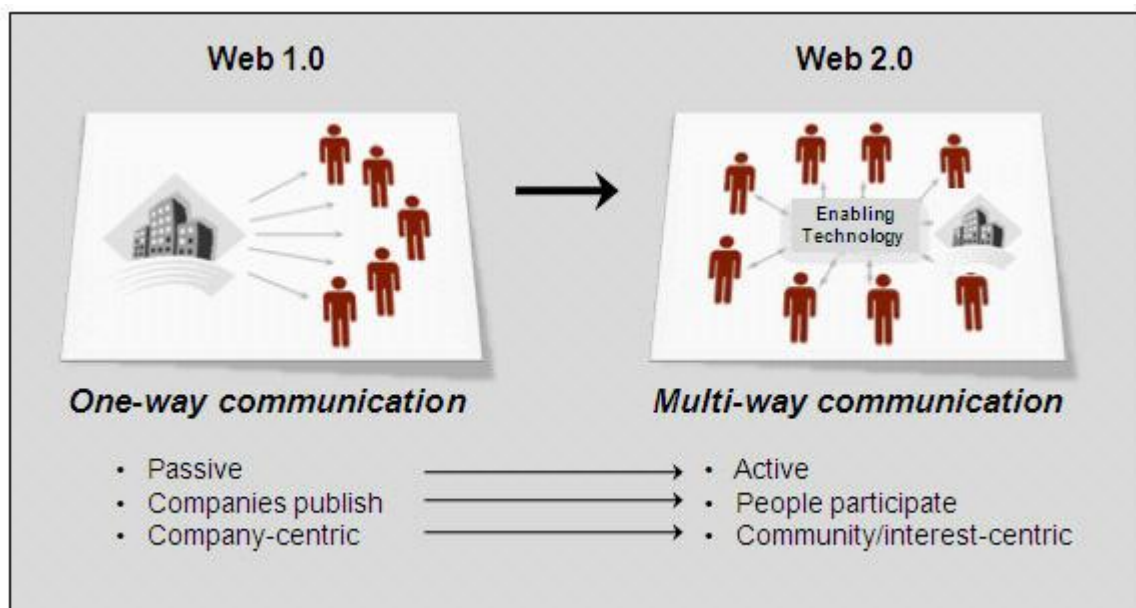 Web 1.0
Web 2.0
Enabling
Technology
One-way communication
Multi-way communication
• Passive
• Active
• Companies publish
• People participate
• Company-centric
• Community/interest-centric